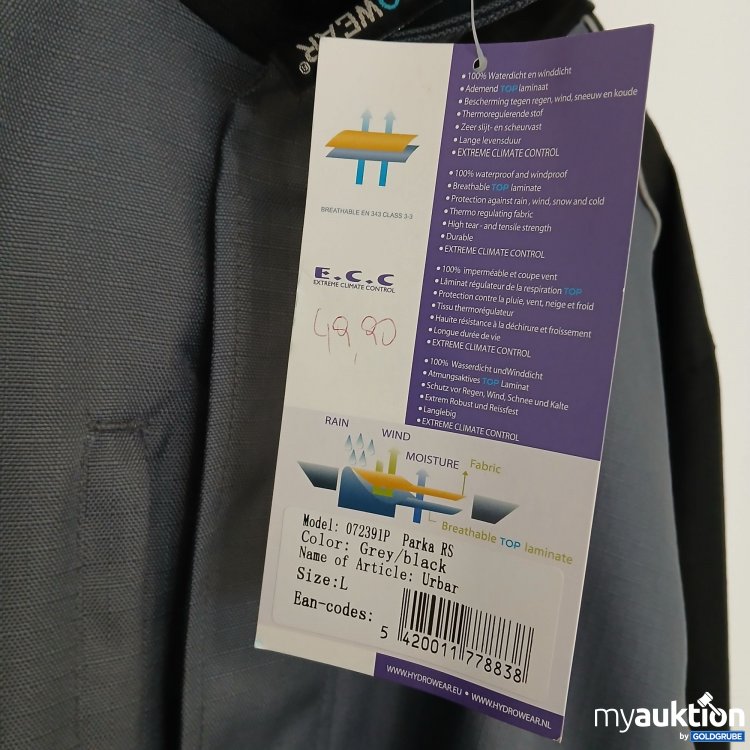 WEAR®
• 100% Waterdicht en winddicht
• Ademend TOP laminaat
• Bescherming tegen regen, wind, sneeuw en koude
• Thermoregulerende stof
• Zeer slijt- en scheurvast
• Lange levensduur
• EXTREME CLIMATE CONTROL
• 100% waterproof and windproof
• Breathable TOP laminate
• Protection against rain, wind, snow and cold
• Thermo regulating fabric
• High tear - and tensile strength
• Durable
• EXTREME CLIMATE CONTROL
• 100% imperméable et coupe vent
• Lâminat régulateur de la respiration TOP
• Protection contre la pluie, vent, neige et froid
• Tissu thermorégulateur
• Hauite résistance à la déchirure et froissement
• Longue durée de vie
• EXTREME CLIMATE CONTROL
• 100% Wasserdicht undWinddicht
• Atmungsaktives TOP Laminat
• Schutz vor Regen, Wind, Schnee und Kalte
• Extrem Robust und Reissfest
• Langlebig
• EXTREME CLIMATE CONTROL
BREATHABLE EN 343 CLASS 3-3
E.C.C
EXTREME CLIMATE CONTROL
49,90
RAIN
WIND
MOISTURE
Fabric
Breathable TOP laminate
Model: 072391P Parka RS
Color: Grey/black
Name of Article: Urbar
Size:L
Ean-codes:
5 420011 778838
WWW.HYDROWEAR.EU • WWW.HYDROWEAR.NL
myauktion
by GOLDGRUBE